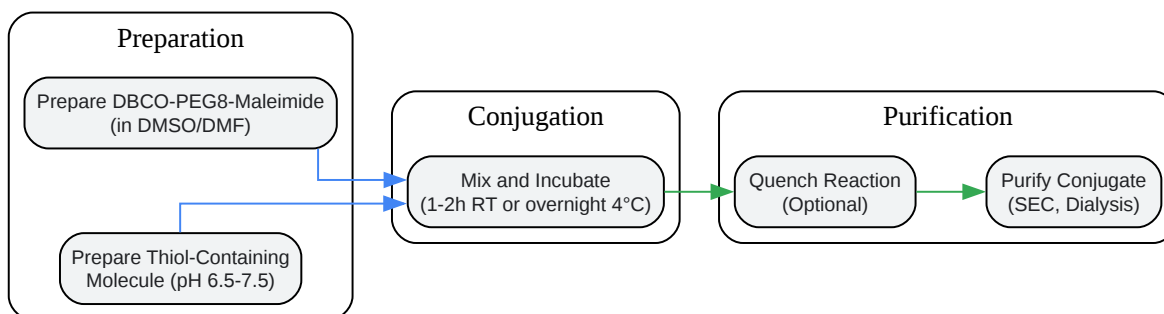 Preparation
Prepare DBCO-PEG8-Maleimide
(in DMSO/DMF)
Prepare Thiol-Containing
Molecule (pH 6.5-7.5)
Conjugation
Mix and Incubate
(1-2h RT or overnight 4°C)
Purification
Quench Reaction
(Optional)
Purify Conjugate
(SEC, Dialysis)